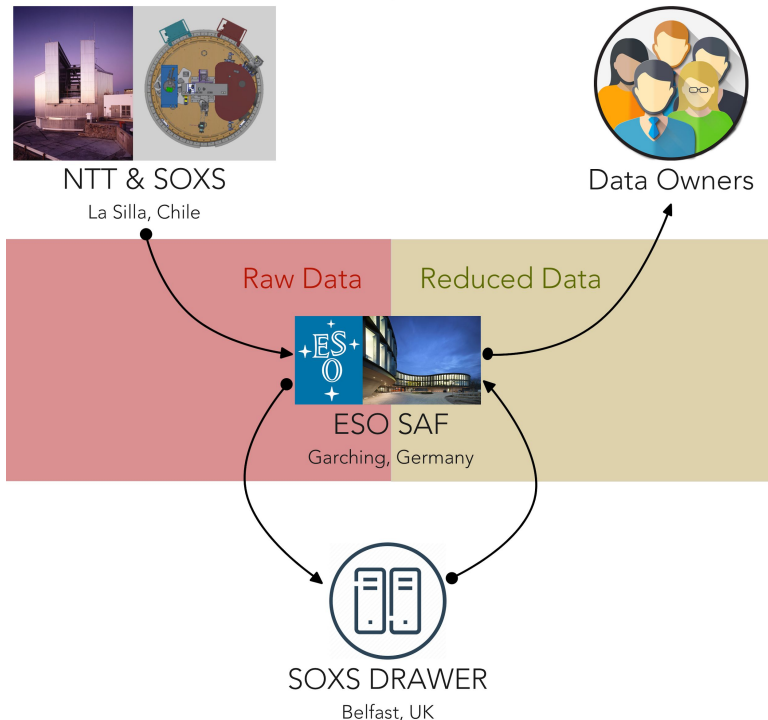 NTT & SOXS
La Silla, Chile
Data Owners
Raw Data
Reduced Data
ESO
ESO SAF
Garching, Germany
SOXS DRAWER
Belfast, UK